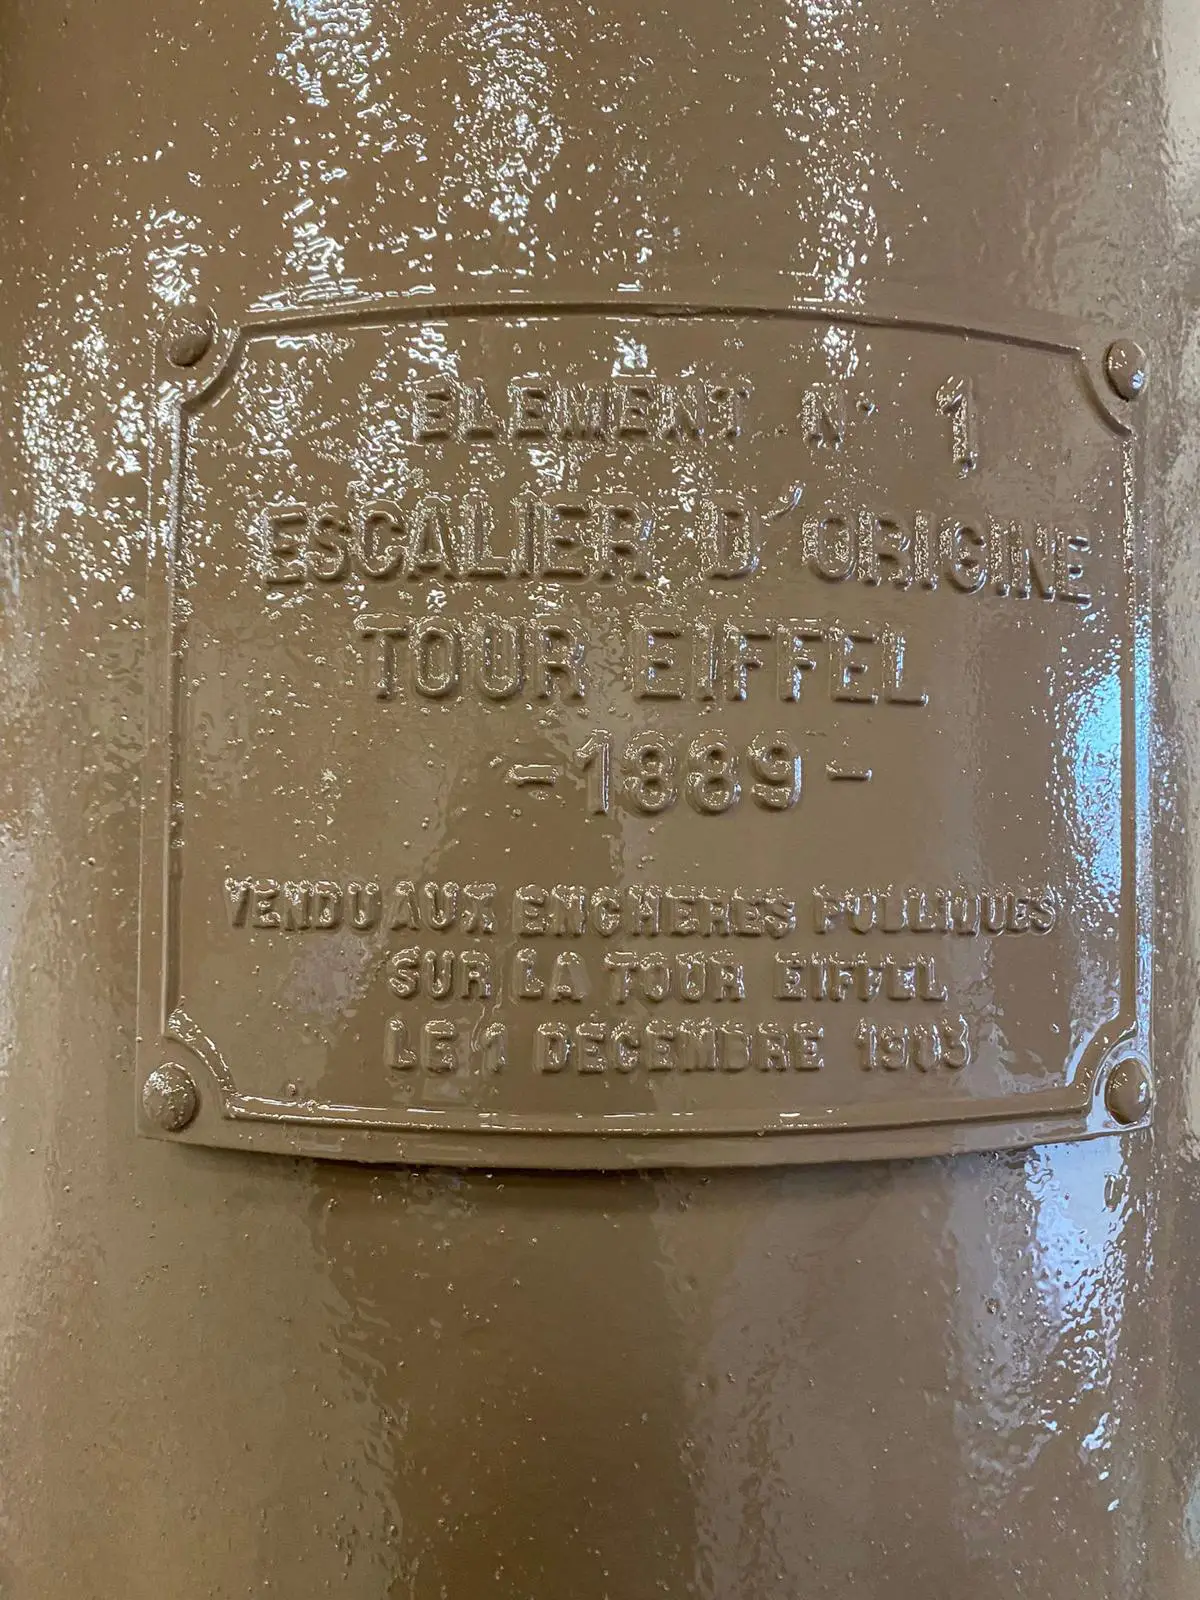 ELEMENT N° 1
ESCALIER D'ORIGINE
TOUR EIFFEL
- 1889 -
VENDU AUX ENCHERES PUBLIQUES
SUR LA TOUR EIFFEL
LE 1 DECEMBRE 1983